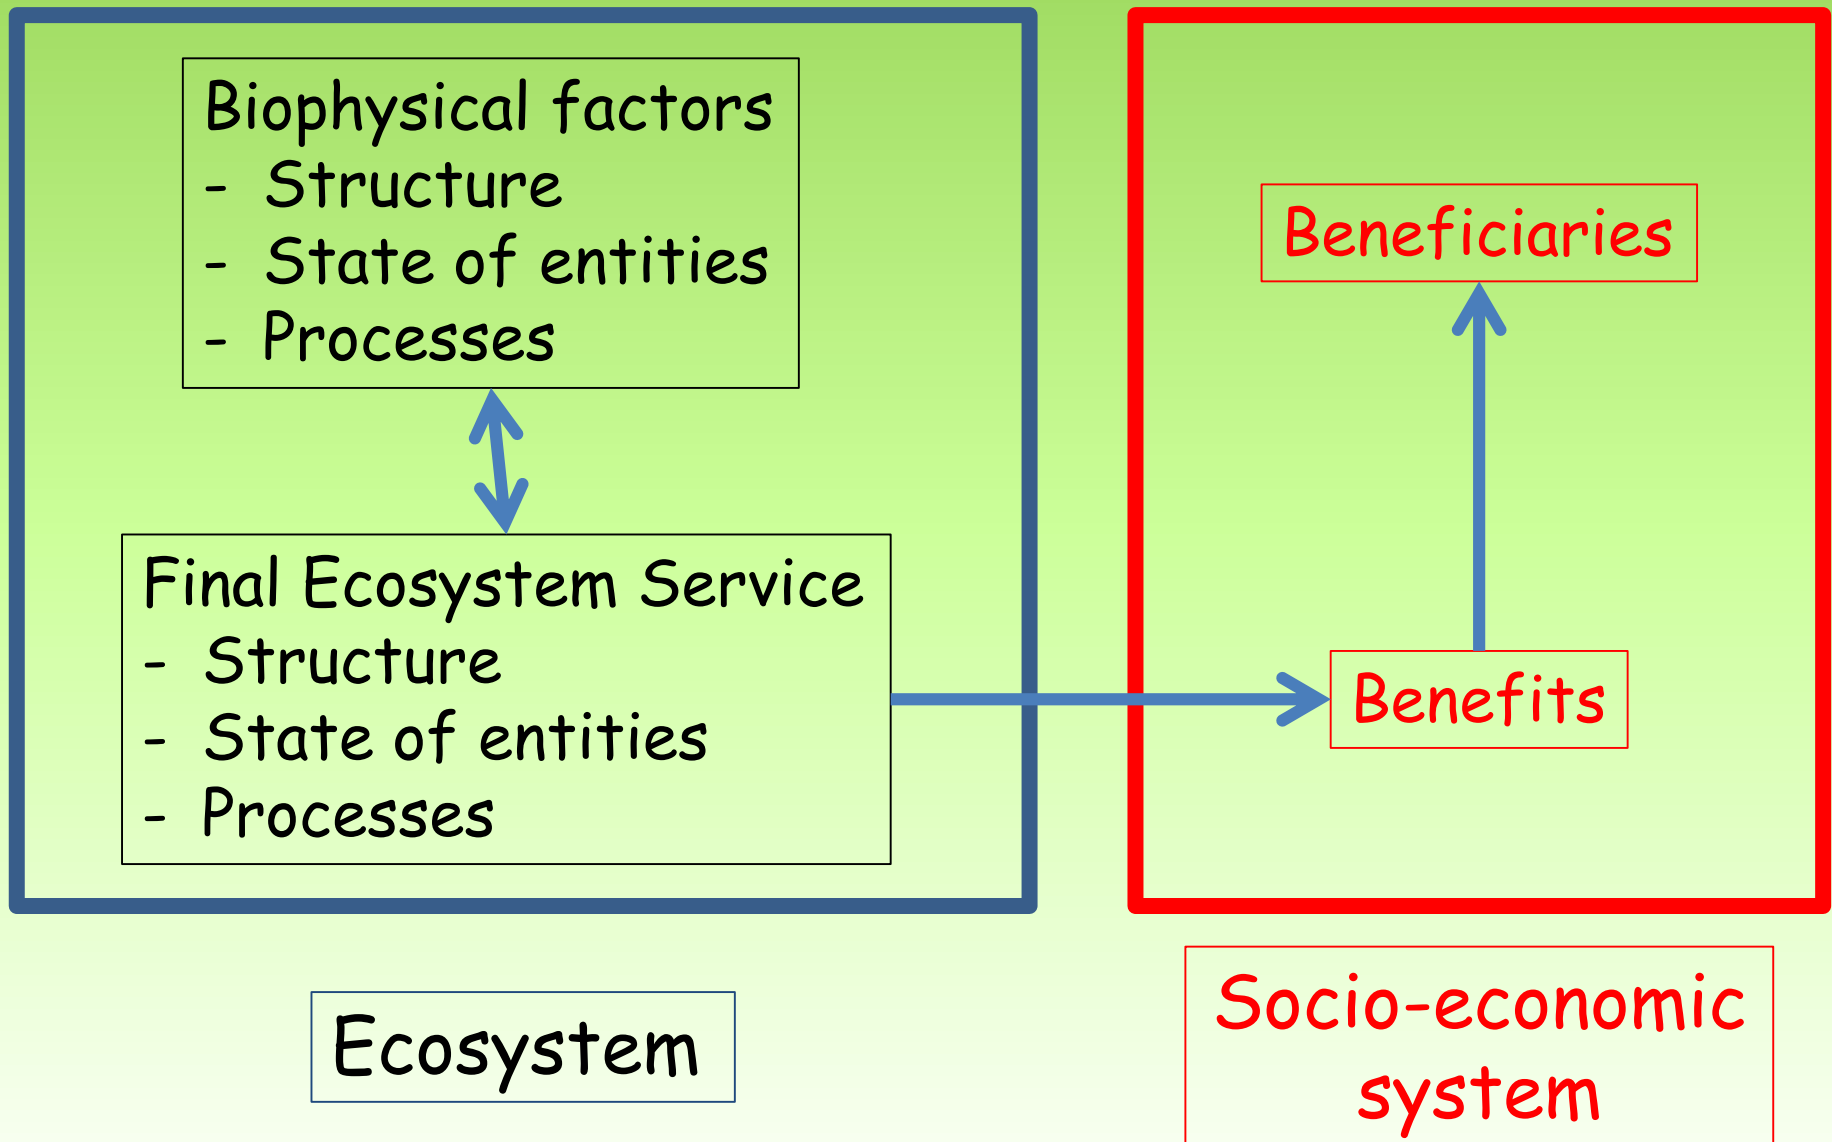 Biophysical factors
- Structure
- State of entities
- Processes
Final Ecosystem Service
- Structure
- State of entities
- Processes
Beneficiaries
Benefits
Ecosystem
Socio-economic
system